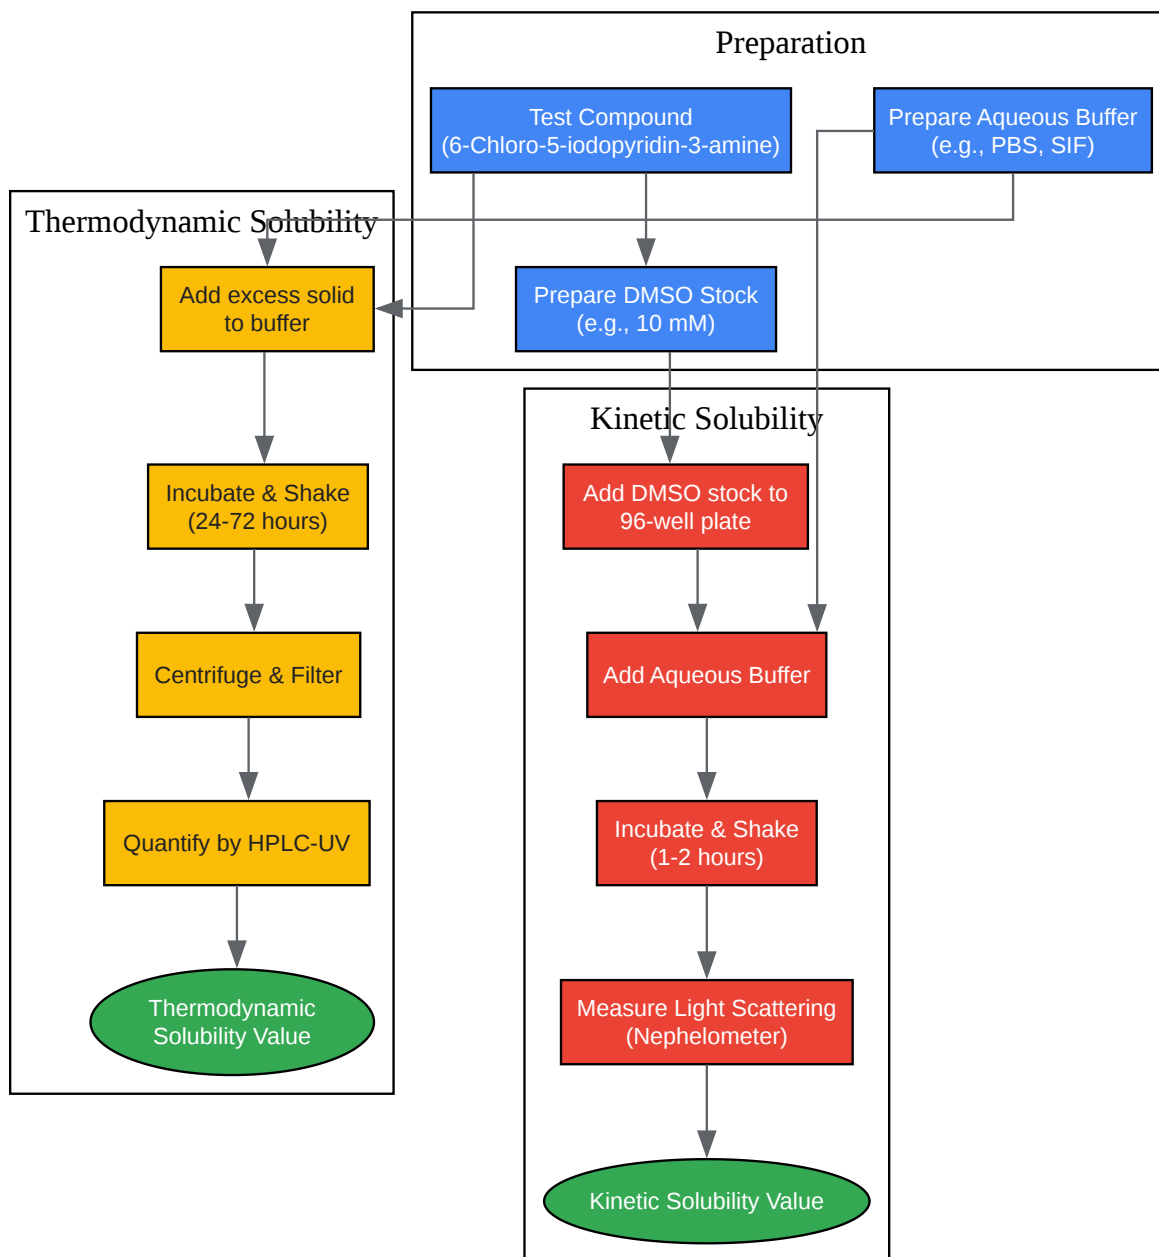 Preparation
Test Compound
(6-Chloro-5-iodopyridin-3-amine)
Prepare Aqueous Buffer
(e.g., PBS, SIF)
Prepare DMSO Stock
(e.g., 10 mM)
Thermodynamic Solubility
Add excess solid
to buffer
Incubate & Shake
(24-72 hours)
Centrifuge & Filter
Quantify by HPLC-UV
Thermodynamic
Solubility Value
Kinetic Solubility
Add DMSO stock to
96-well plate
Add Aqueous Buffer
Incubate & Shake
(1-2 hours)
Measure Light Scattering
(Nephelometer)
Kinetic Solubility Value